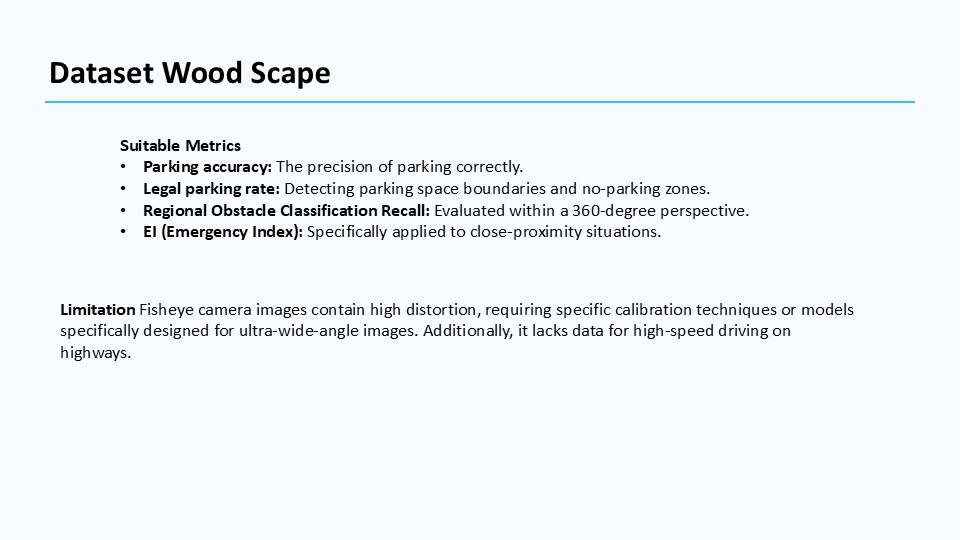 Dataset Wood Scape
Suitable Metrics
• Parking accuracy: The precision of parking correctly.
• Legal parking rate: Detecting parking space boundaries and no-parking zones.
• Regional Obstacle Classification Recall: Evaluated within a 360-degree perspective.
• EI (Emergency Index): Specifically applied to close-proximity situations.
Limitation Fisheye camera images contain high distortion, requiring specific calibration techniques or models
specifically designed for ultra-wide-angle images. Additionally, it lacks data for high-speed driving on
highways.